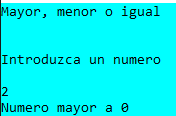 Mayor, menor o igual
Introduzca un numero
2
Numero mayor a 0